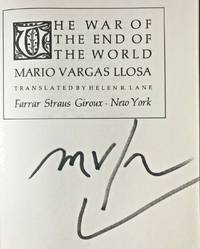 THE WAR OF
THE END OF
THE WORLD
MARIO VARGAS LLOSA
TRANSLATED BY HELEN R. LANE
Farrar Straus Giroux · New York